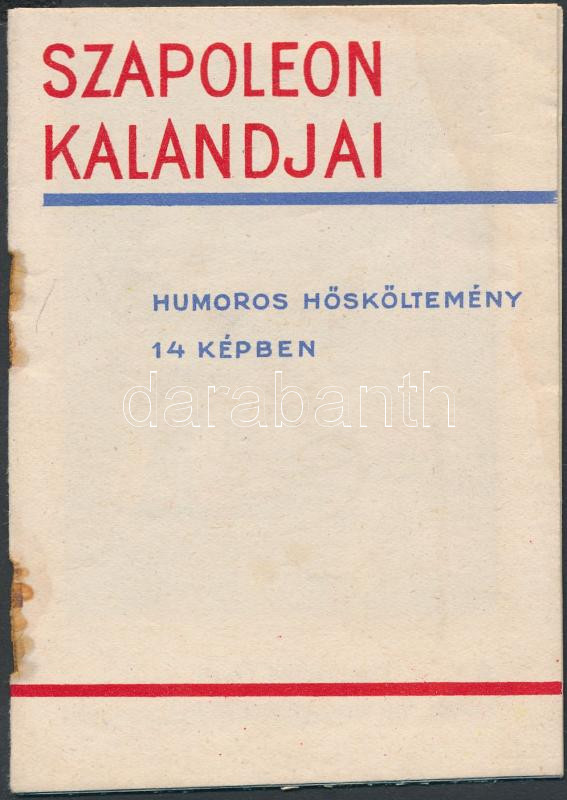 SZAPOLEON
KALANDJAI
HUMOROS HŐSKÖLTEMÉNY
14 KÉPBEN
darabanth